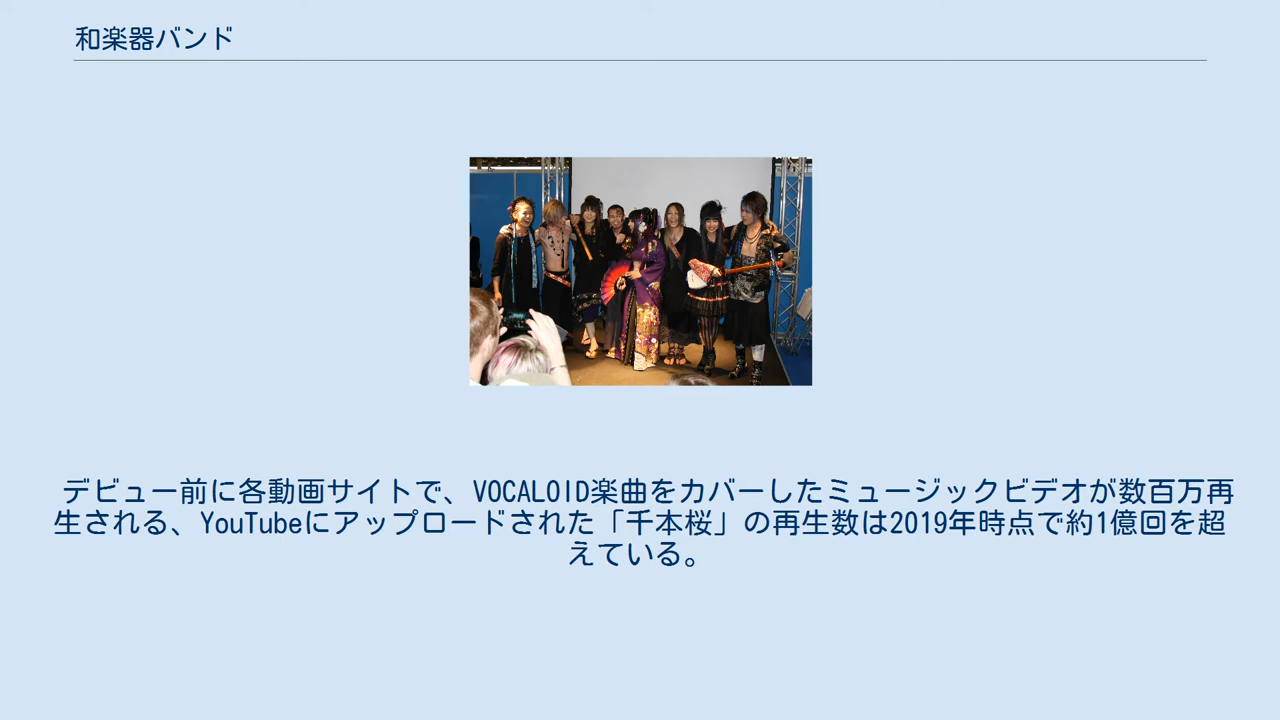 和楽器バンド
デビュー前に各動画サイトで、VOCALOID楽曲をカバーしたミュージックビデオが数百万再
生される、YouTubeにアップロードされた「千本桜」の再生数は2019年時点で約1億回を超
えている。